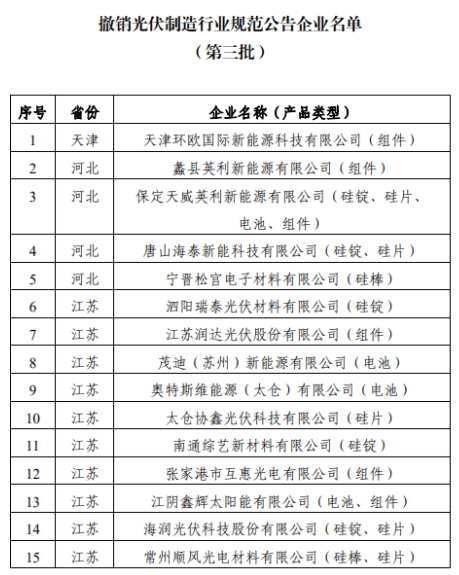 撤销光伏制造行业规范公告企业名单
（第三批）
序号 省份 企业名称（产品类型）
1 天津 天津环欧国际新能源科技有限公司（组件）
2 河北 蠡县英利新能源有限公司（组件）
3 河北 保定天威英利新能源有限公司（硅锭、硅片、
电池、组件）
4 河北 唐山海泰新能科技有限公司（硅锭、硅片）
5 河北 宁晋松宫电子材料有限公司（硅棒）
6 江苏 泗阳瑞泰光伏材料有限公司（硅锭）
7 江苏 江苏润达光伏股份有限公司（组件）
8 江苏 茂迪（苏州）新能源有限公司（电池）
9 江苏 奥特斯维能源（太仓）有限公司（电池）
10 江苏 太仓协鑫光伏科技有限公司（硅片）
11 江苏 南通综艺新材料有限公司（硅锭）
12 江苏 张家港市互惠光电有限公司（组件）
13 江苏 江阴鑫辉太阳能有限公司（电池、组件）
14 江苏 海润光伏科技股份有限公司（硅锭、硅片）
15 江苏 常州顺风光电材料有限公司（硅棒、硅片）